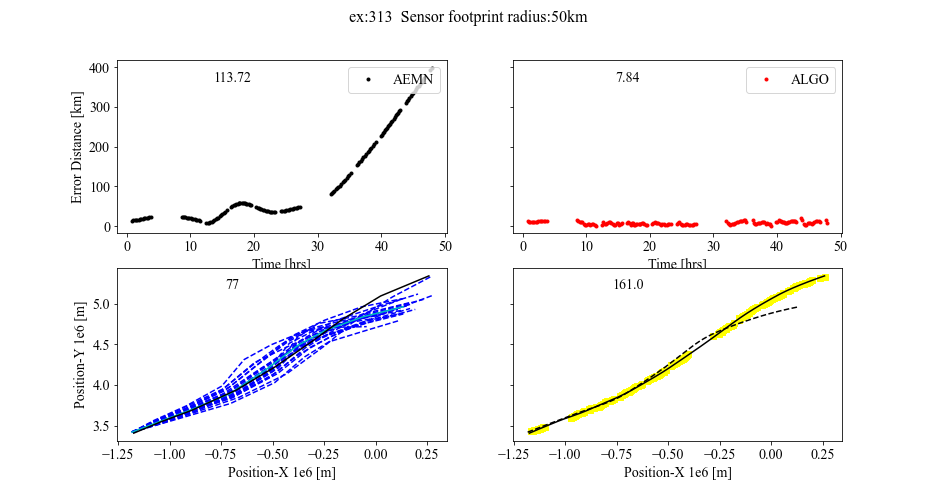 ex:313  Sensor footprint radius:50km
113.72
AEMN
400
300
200
100
0
Error Distance [km]
0 10 20 30 40 50
Time [hrs]
7.84
ALGO
0 10 20 30 40 50
Time [hrs]
77
5.0
4.5
4.0
3.5
Position-Y 1e6 [m]
−1.25 −1.00 −0.75 −0.50 −0.25 0.00 0.25
Position-X 1e6 [m]
161.0
−1.25 −1.00 −0.75 −0.50 −0.25 0.00 0.25
Position-X 1e6 [m]